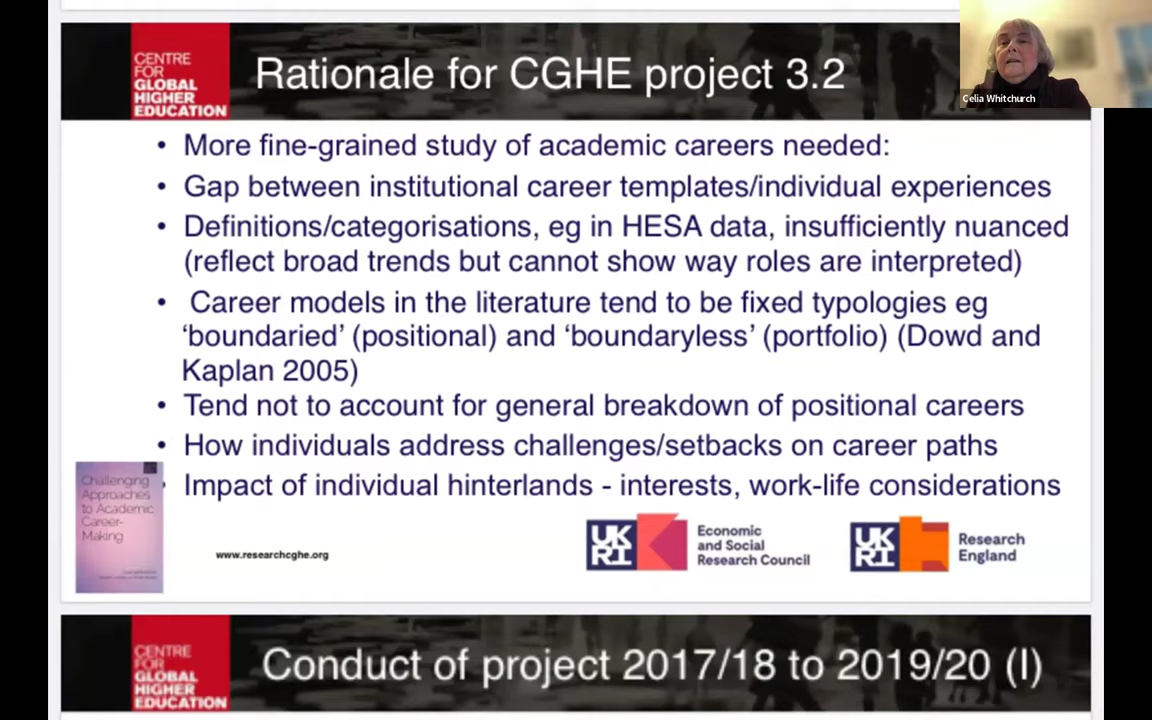 CENTRE
FOR
GLOBAL
HIGHER
EDUCATION
Rationale for CGHE project 3.2
Celia Whitchurch
• More fine-grained study of academic careers needed:
• Gap between institutional career templates/individual experiences
• Definitions/categorisations, eg in HESA data, insufficiently nuanced
(reflect broad trends but cannot show way roles are interpreted)
• Career models in the literature tend to be fixed typologies eg
‘boundaried’ (positional) and ‘boundaryless’ (portfolio) (Dowd and
Kaplan 2005)
• Tend not to account for general breakdown of positional careers
• How individuals address challenges/setbacks on career paths
• Impact of individual hinterlands - interests, work-life considerations
Challenging
Approaches
to Academic
Career-
Making
www.researchcghe.org
UK
RI
Economic
and Social
Research Council
UK
RI
Research
England
CENTRE
FOR
GLOBAL
HIGHER
EDUCATION
Conduct of project 2017/18 to 2019/20 (I)